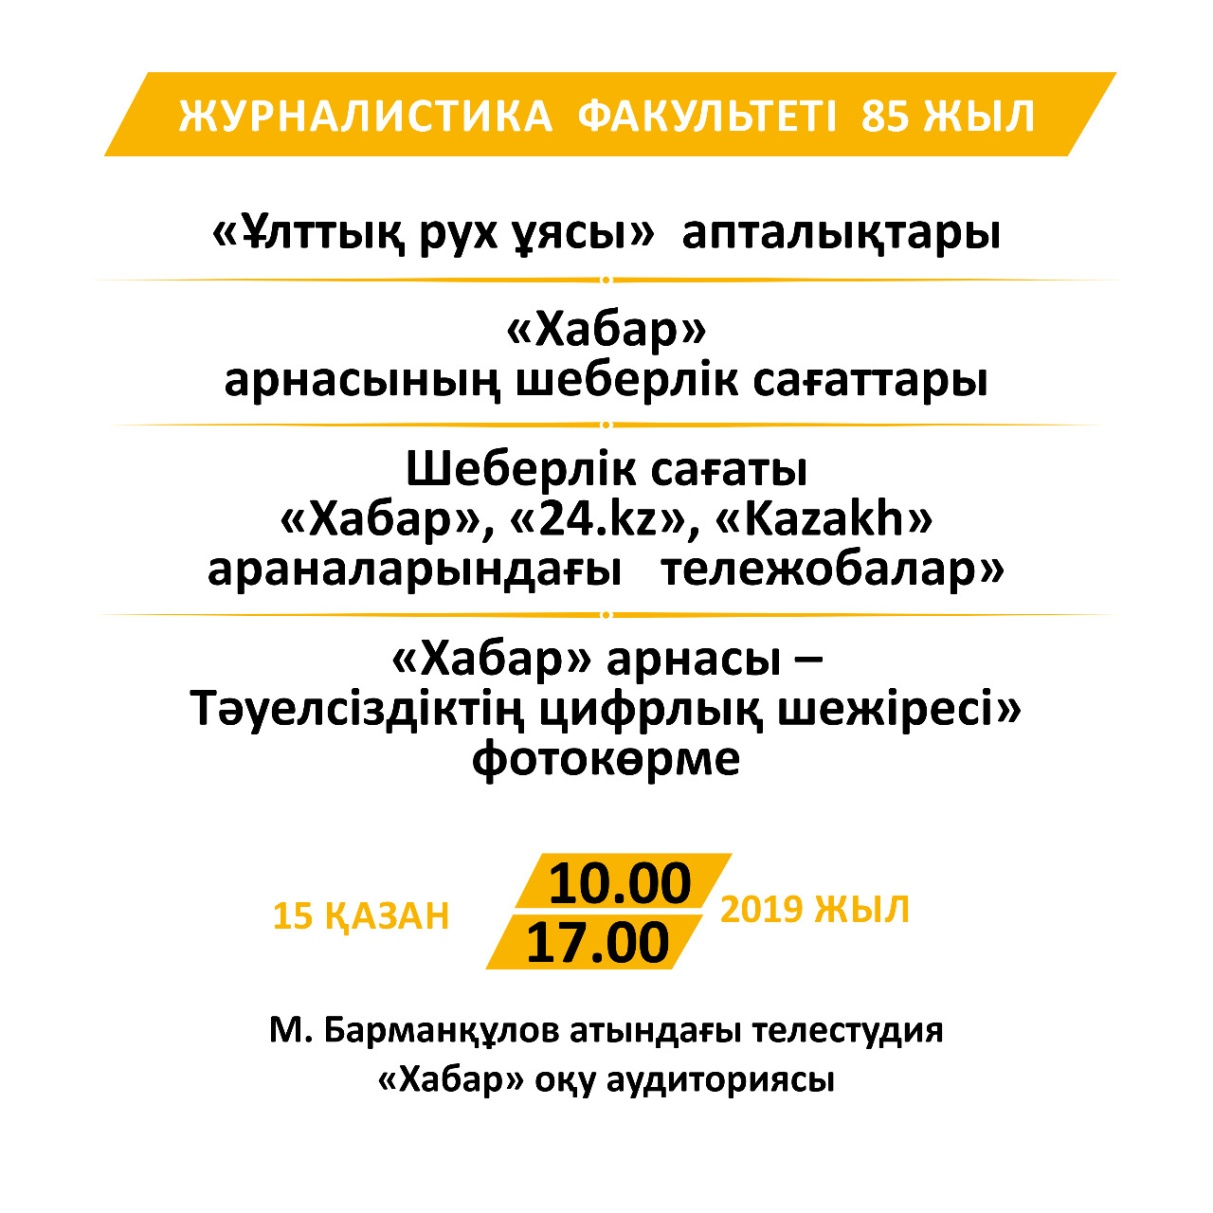 ЖУРНАЛИСТИКА ФАКУЛЬТЕТІ 85 ЖЫЛ
«Ұлттық рух ұясы» апталықтары
«Хабар»
арнасының шеберлік сағаттары
Шеберлік сағаты
«Хабар», «24.kz», «Kazakh»
араналарындағы тележобалар»
«Хабар» арнасы –
Тәуелсіздіктің цифрлық шежіресі»
фотокөрме
15 ҚАЗАН
10.00
17.00
2019 ЖЫЛ
М. Барманқұлов атындағы телестудия
«Хабар» оқу аудиториясы